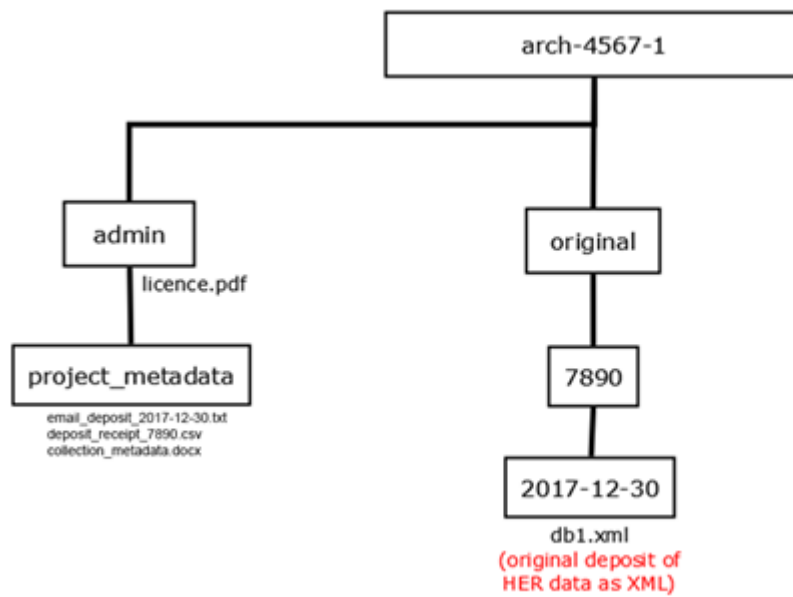 arch-4567-1
admin
original
licence.pdf
project_metadata
7890
email_deposit_2017-12-30.txt
deposit_receipt_7890.csv
collection_metadata.docx
2017-12-30
db1.xml
(original deposit of
HER data as XML)